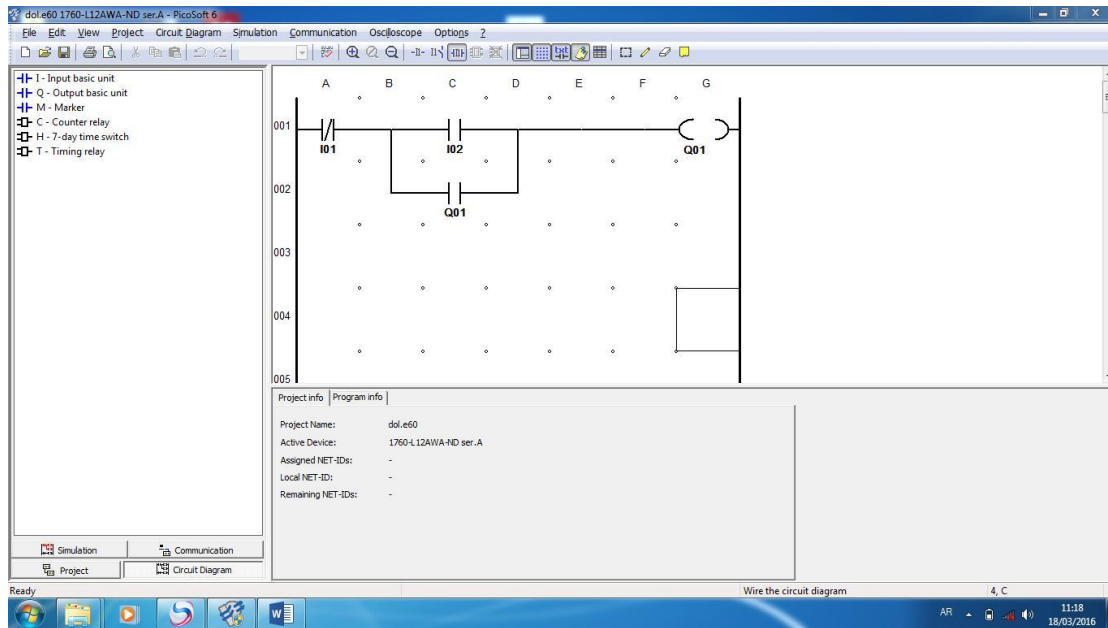 dol.e60 1760-L12AWA-ND ser.A - PicoSoft 6
File Edit View Project Circuit Diagram Simulation Communication Oscilloscope Options ?
I - Input basic unit
Q - Output basic unit
M - Marker
C - Counter relay
H - 7-day time switch
T - Timing relay
A B C D E F G
001
I01 I02 Q01
002
Q01
003
004
005
Project info Program info
Project Name: dol.e60
Active Device: 1760-L12AWA-ND ser.A
Assigned NET-IDs: -
Local NET-ID: -
Remaining NET-IDs: -
Simulation Communication
Project Circuit Diagram
Ready Wire the circuit diagram 4, C
AR 11:18
18/03/2016